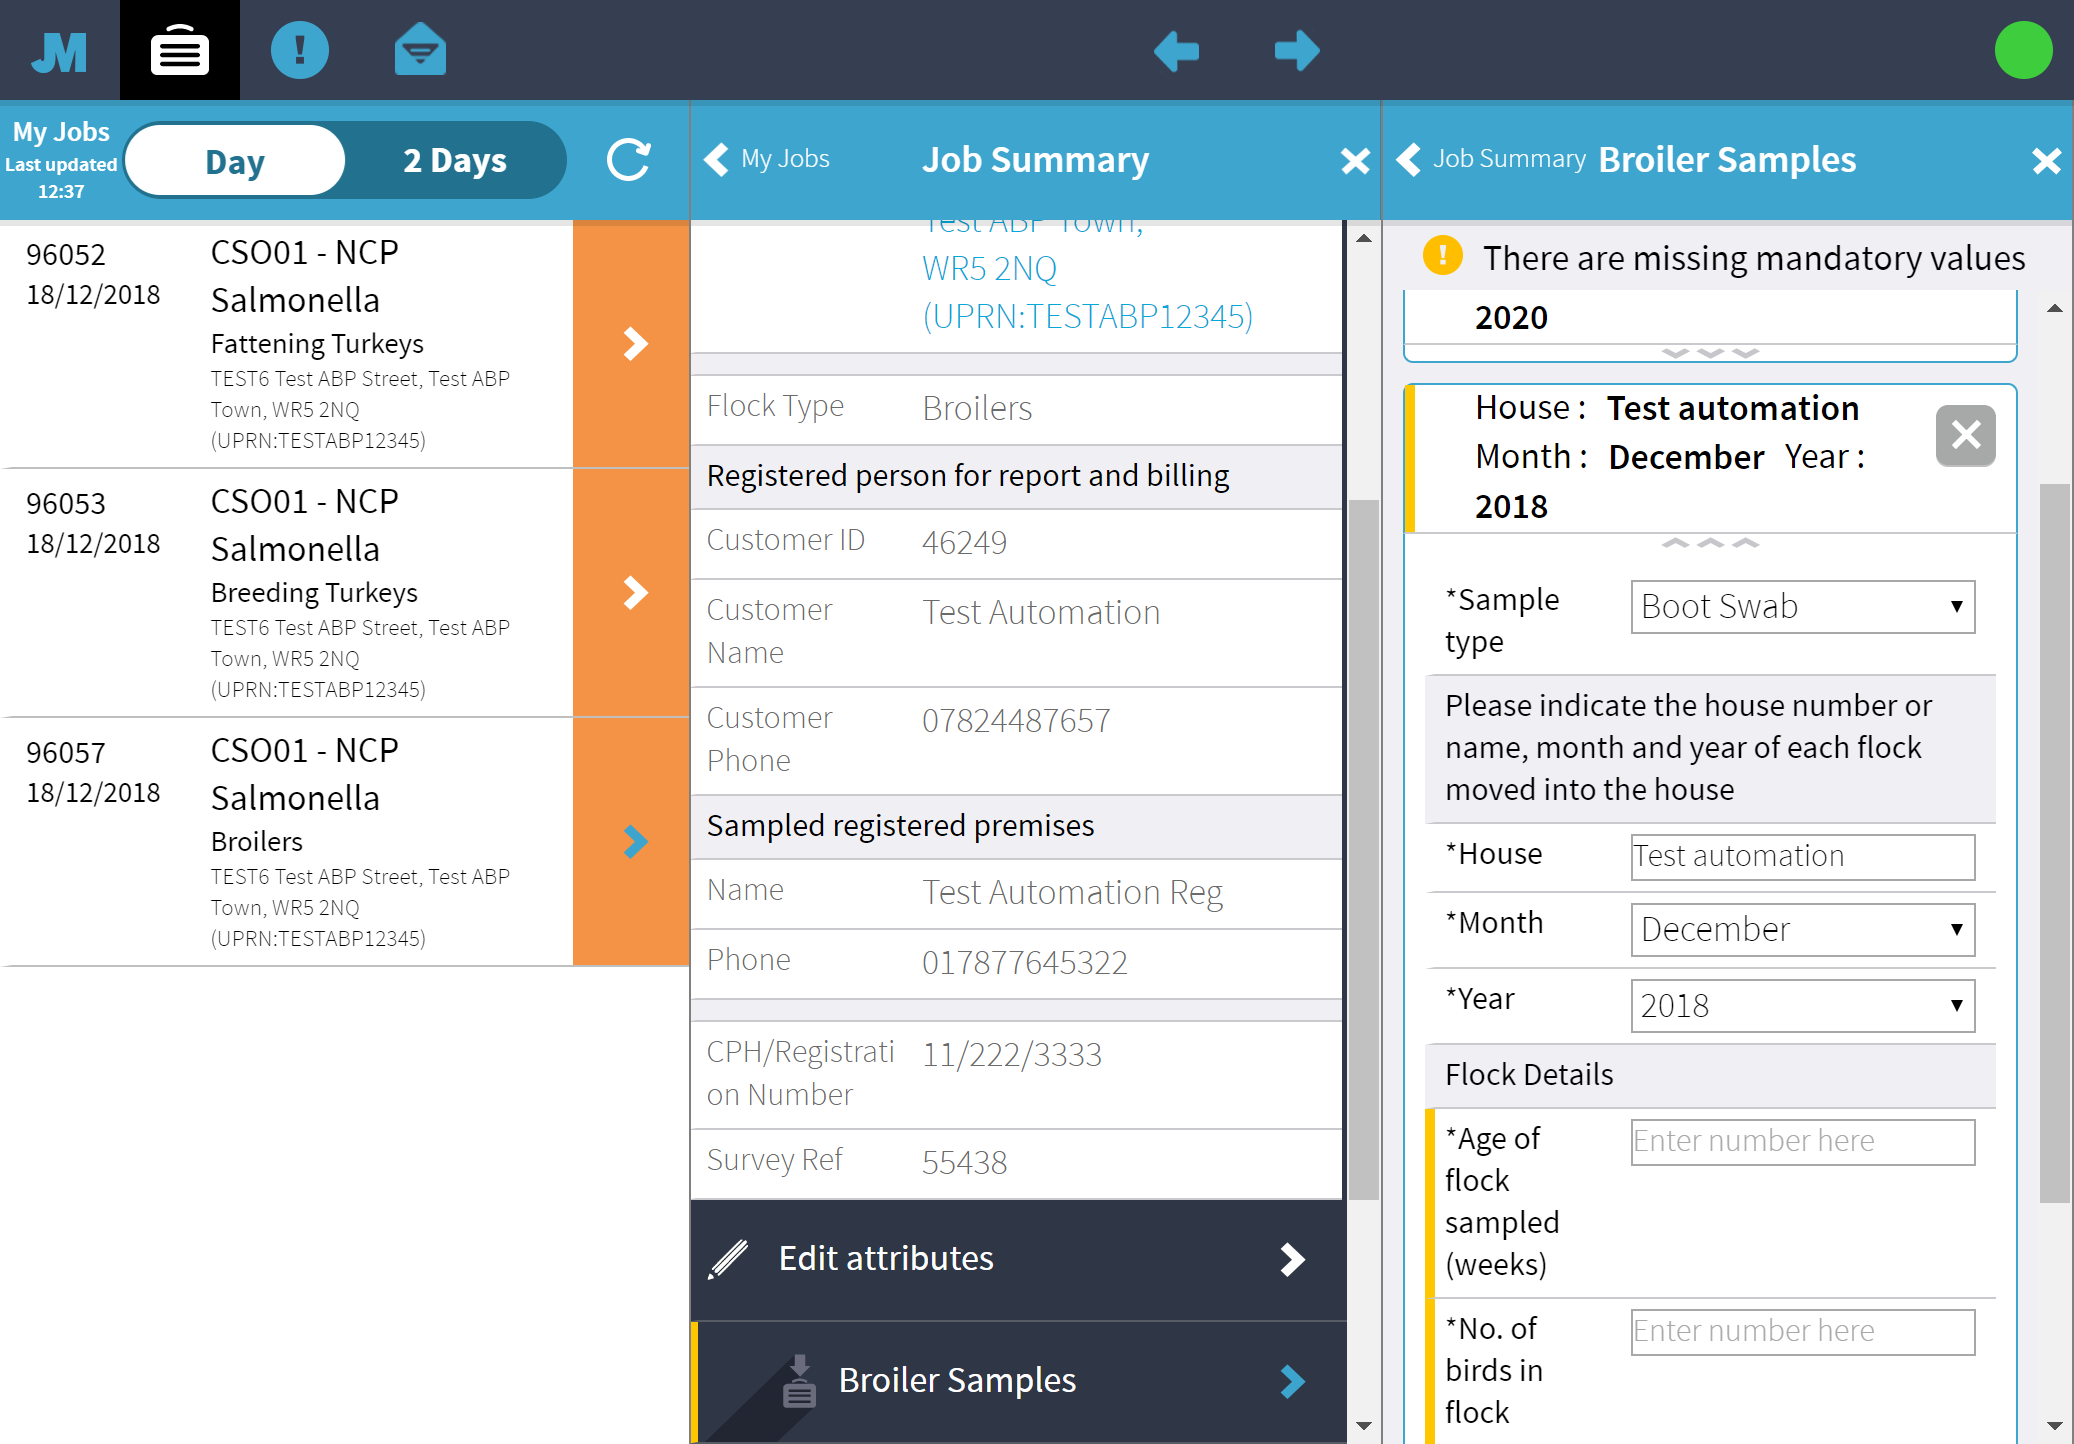 JM
My Jobs
Last updated
12:37
Day
2 Days
96052
18/12/2018
CSO01 - NCP
Salmonella
Fattening Turkeys
TEST6 Test ABP Street, Test ABP
Town, WR5 2NQ
(UPRN:TESTABP12345)
96053
18/12/2018
CSO01 - NCP
Salmonella
Breeding Turkeys
TEST6 Test ABP Street, Test ABP
Town, WR5 2NQ
(UPRN:TESTABP12345)
96057
18/12/2018
CSO01 - NCP
Salmonella
Broilers
TEST6 Test ABP Street, Test ABP
Town, WR5 2NQ
(UPRN:TESTABP12345)
My Jobs
Job Summary
Test ABP Town,
WR5 2NQ
(UPRN:TESTABP12345)
Flock Type
Broilers
Registered person for report and billing
Customer ID
46249
Customer
Name
Test Automation
Customer
Phone
07824487657
Sampled registered premises
Name
Test Automation Reg
Phone
017877645322
CPH/Registrati
on Number
11/222/3333
Survey Ref
55438
Edit attributes
Broiler Samples
Job Summary
Broiler Samples
There are missing mandatory values
2020
House : Test automation
Month : December Year :
2018
*Sample
type
Boot Swab
Please indicate the house number or
name, month and year of each flock
moved into the house
*House
Test automation
*Month
December
*Year
2018
Flock Details
*Age of
flock
sampled
(weeks)
Enter number here
*No. of
birds in
flock
Enter number here